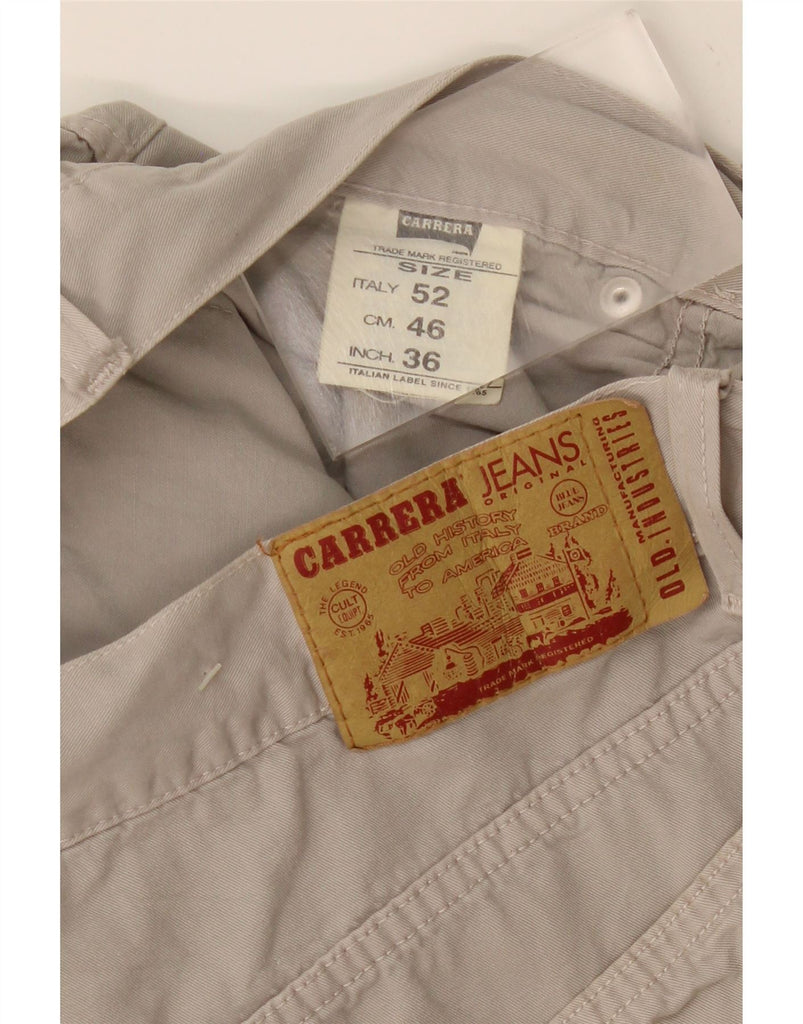 CARRERA
TRADE MARK REGISTERED
SIZE
ITALY 52
CM. 46
INCH. 36
ITALIAN LABEL SINCE
65
CARRERA JEANS
ORIGINAL
OLD HISTORY
FROM ITALY
TO AMERICA
BLUE
JEANS
BRAND
THE LEGEND
CULT
EST. 1965
TRADE MARK REGISTERED
MANUFACTURING
OLD INDUSTRIES